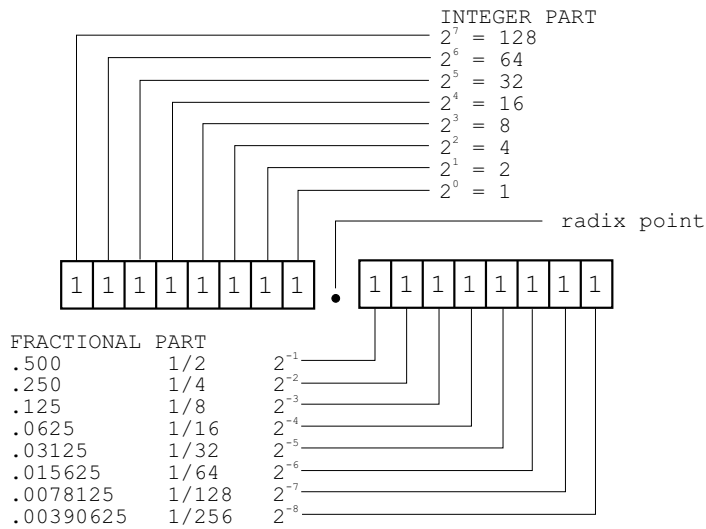 INTEGER PART
2⁷ = 128
2⁶ = 64
2⁵ = 32
2⁴ = 16
2³ = 8
2² = 4
2¹ = 2
2⁰ = 1
radix point
1 1 1 1 1 1 1 1 . 1 1 1 1 1 1 1 1
FRACTIONAL PART
.500 1/2 2⁻¹
.250 1/4 2⁻²
.125 1/8 2⁻³
.0625 1/16 2⁻⁴
.03125 1/32 2⁻⁵
.015625 1/64 2⁻⁶
.0078125 1/128 2⁻⁷
.00390625 1/256 2⁻⁸